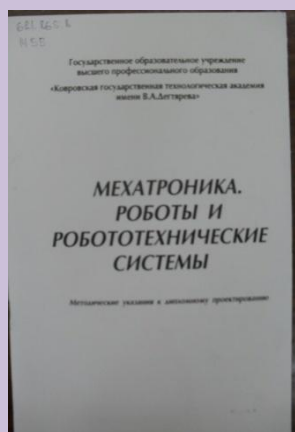 Государственное образовательное учреждение
высшего профессионального образования
«Ковровская государственная технологическая академия
имени В.А.Дегтярева»
МЕХАТРОНИКА.
РОБОТЫ И
РОБОТОТЕХНИЧЕСКИЕ
СИСТЕМЫ
Методические указания к дипломному проектированию